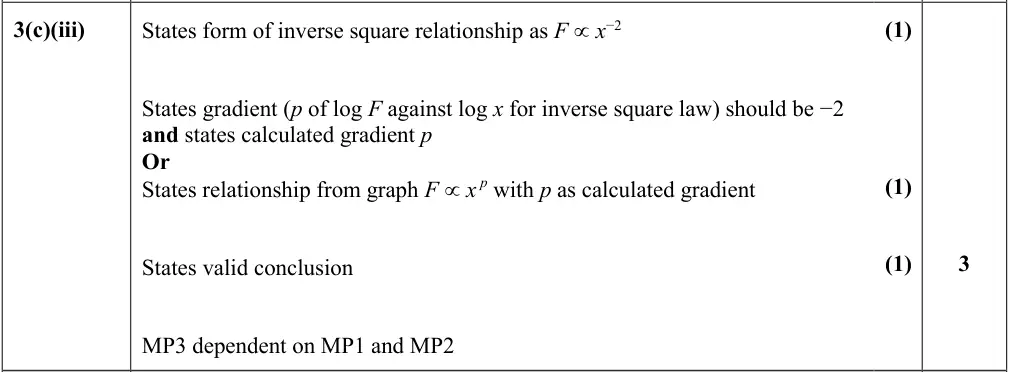 3(c)(iii) States form of inverse square relationship as F ∝ x⁻² (1)
States gradient (p of log F against log x for inverse square law) should be −2
and states calculated gradient p
Or
States relationship from graph F ∝ x ᵖ with p as calculated gradient (1)
States valid conclusion (1) 3
MP3 dependent on MP1 and MP2